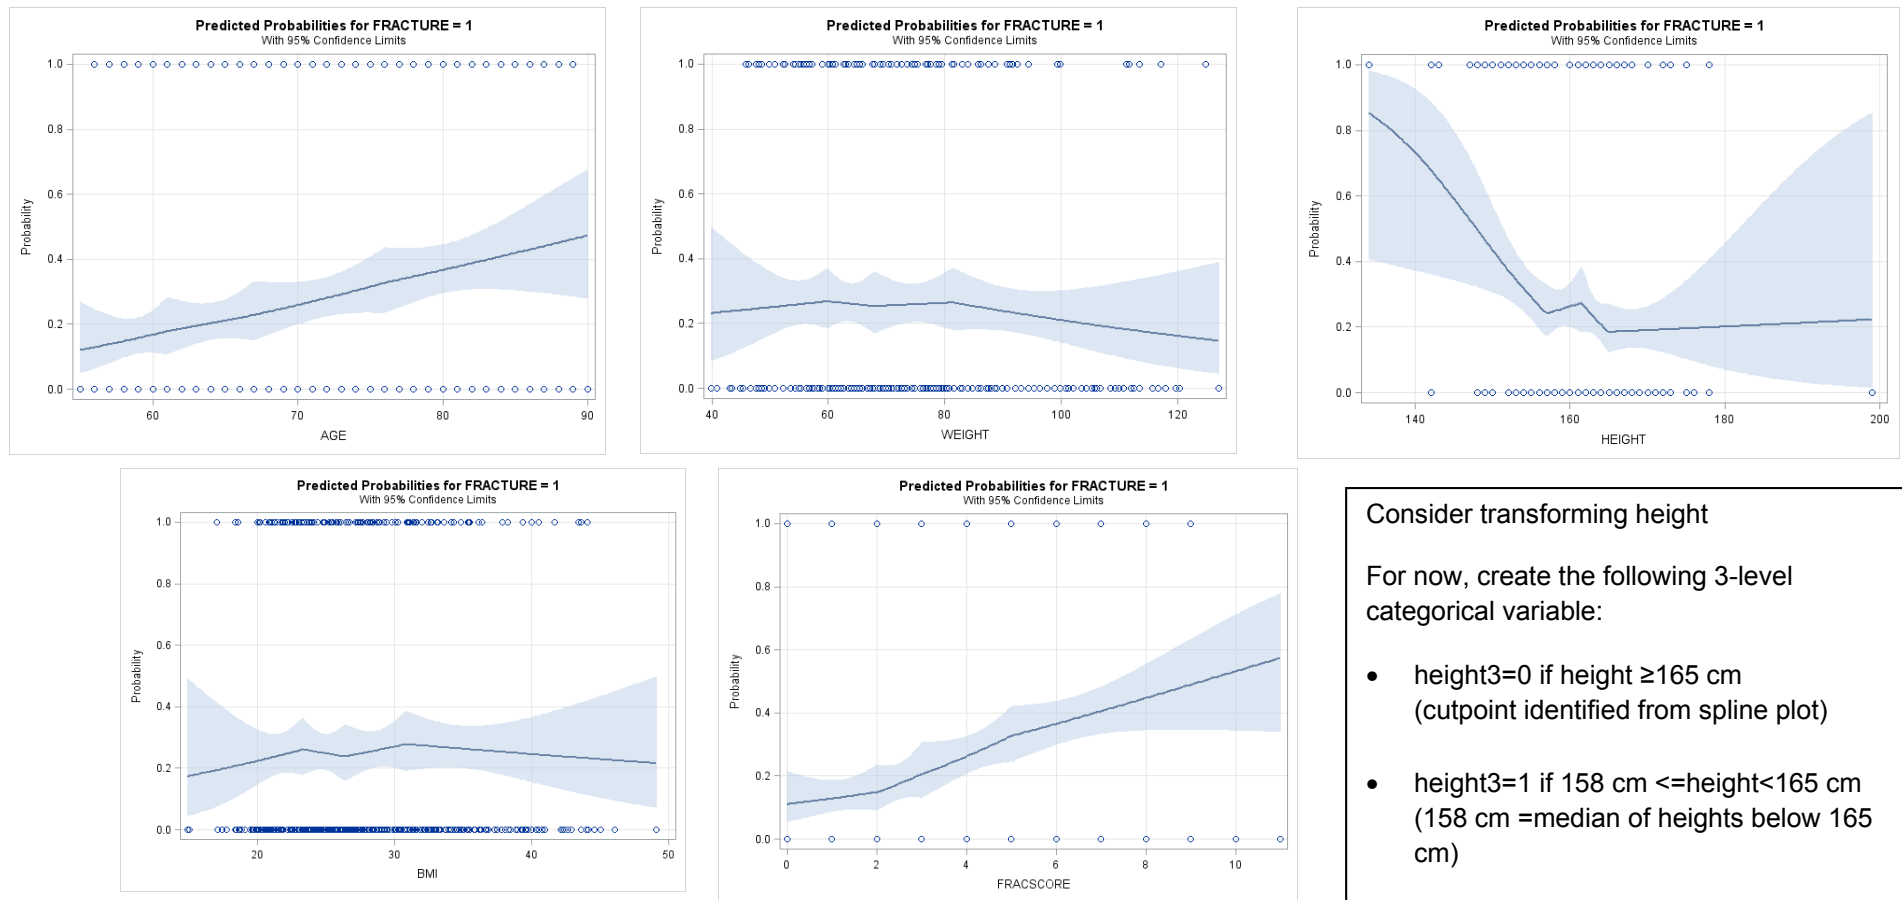 Predicted Probabilities for FRACTURE = 1
With 95% Confidence Limits
Probability
1.0
0.8
0.6
0.4
0.2
0.0
60
70
80
90
AGE
Predicted Probabilities for FRACTURE = 1
With 95% Confidence Limits
Probability
1.0
0.8
0.6
0.4
0.2
0.0
40
60
80
100
120
WEIGHT
Predicted Probabilities for FRACTURE = 1
With 95% Confidence Limits
Probability
1.0
0.8
0.6
0.4
0.2
0.0
140
160
180
200
HEIGHT
Predicted Probabilities for FRACTURE = 1
With 95% Confidence Limits
Probability
1.0
0.8
0.6
0.4
0.2
0.0
20
30
40
50
BMI
Predicted Probabilities for FRACTURE = 1
With 95% Confidence Limits
Probability
1.0
0.8
0.6
0.4
0.2
0.0
0
2
4
6
8
10
FRACSCORE
Consider transforming height
For now, create the following 3-level
categorical variable:
• height3=0 if height ≥165 cm
(cutpoint identified from spline plot)
• height3=1 if 158 cm <=height<165 cm
(158 cm =median of heights below 165
cm)